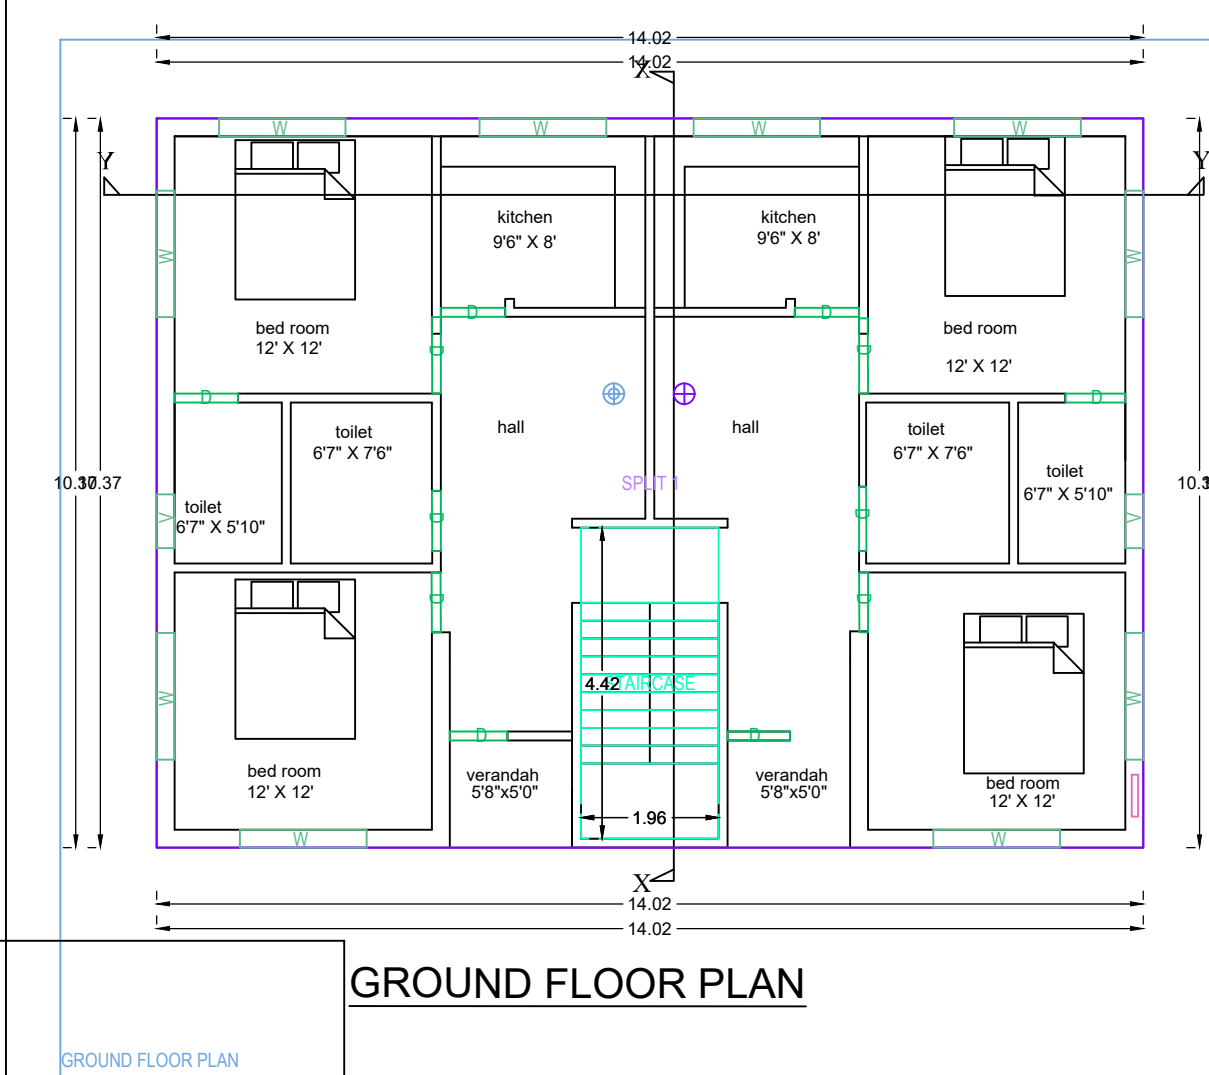 14.02
14.02
X
W
W
W
W
Y
Y
kitchen
9'6" X 8'
kitchen
9'6" X 8'
W
W
D
D
bed room
12' X 12'
bed room
12' X 12'
D
D
D
D
hall
hall
toilet
6'7" X 7'6"
toilet
6'7" X 7'6"
toilet
6'7" X 5'10"
SPLIT 1
10.37
10.37
10.3
toilet
6'7" X 5'10"
V
V
D
D
D
D
4.42
STAIRCASE
W
W
D
D
bed room
12' X 12'
verandah
5'8"x5'0"
verandah
5'8"x5'0"
bed room
12' X 12'
1.96
W
W
X
14.02
14.02
GROUND FLOOR PLAN
GROUND FLOOR PLAN